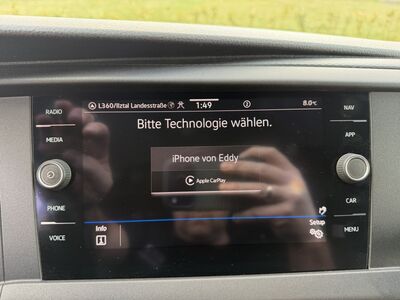 RADIO
L360/Ilztal Landesstraße
1:49
8.0°C
NAV
Bitte Technologie wählen.
MEDIA
APP
iPhone von Eddy
Apple CarPlay
PHONE
CAR
VOICE
Info
Setup
MENU